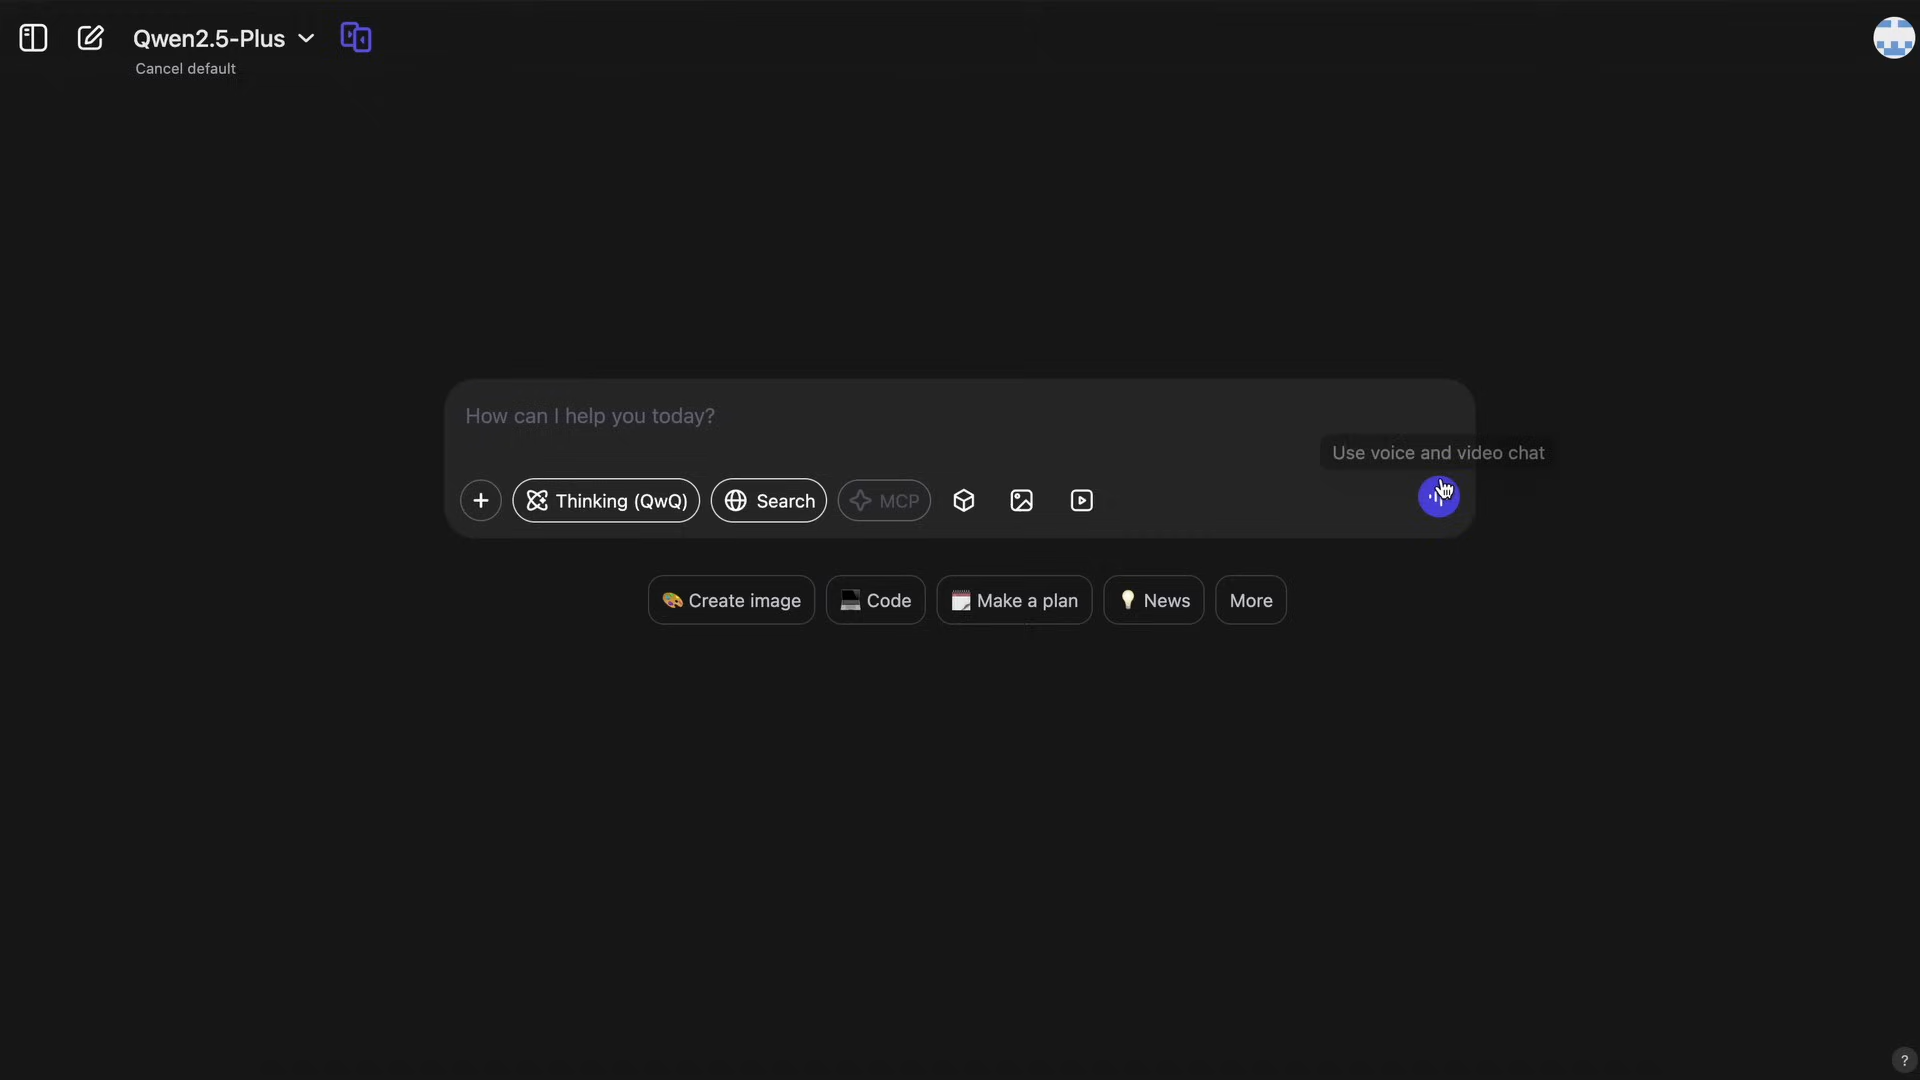 Qwen2.5-Plus
Cancel default
How can I help you today?
Use voice and video chat
Thinking (QwQ)
Search
MCP
Create image
Code
Make a plan
News
More
?